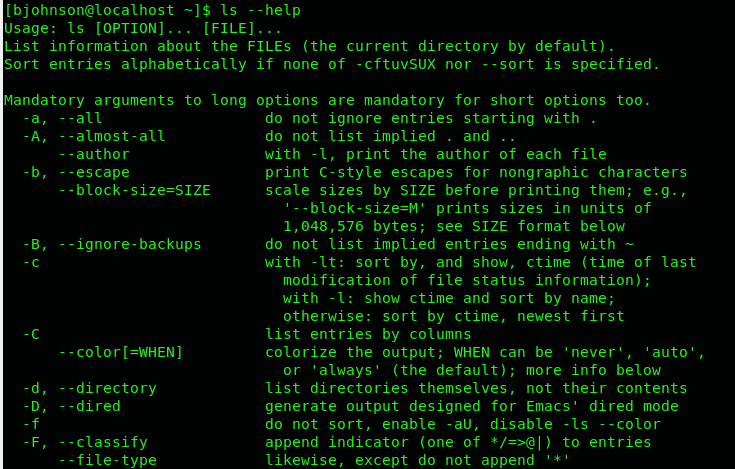 [bjohnson@localhost ~]$ ls --help
Usage: ls [OPTION]... [FILE]...
List information about the FILEs (the current directory by default).
Sort entries alphabetically if none of -cftuvSUX nor --sort is specified.

Mandatory arguments to long options are mandatory for short options too.
  -a, --all                  do not ignore entries starting with .
  -A, --almost-all           do not list implied . and ..
      --author               with -l, print the author of each file
  -b, --escape               print C-style escapes for nongraphic characters
      --block-size=SIZE      scale sizes by SIZE before printing them; e.g.,
                               '--block-size=M' prints sizes in units of
                               1,048,576 bytes; see SIZE format below
  -B, --ignore-backups       do not list implied entries ending with ~
  -c                         with -lt: sort by, and show, ctime (time of last
                               modification of file status information);
                               with -l: show ctime and sort by name;
                               otherwise: sort by ctime, newest first
  -C                         list entries by columns
      --color[=WHEN]         colorize the output; WHEN can be 'never', 'auto',
                               or 'always' (the default); more info below
  -d, --directory            list directories themselves, not their contents
  -D, --dired                generate output designed for Emacs' dired mode
  -f                         do not sort, enable -aU, disable -ls --color
  -F, --classify             append indicator (one of */=>@|) to entries
      --file-type            likewise, except do not append '*'